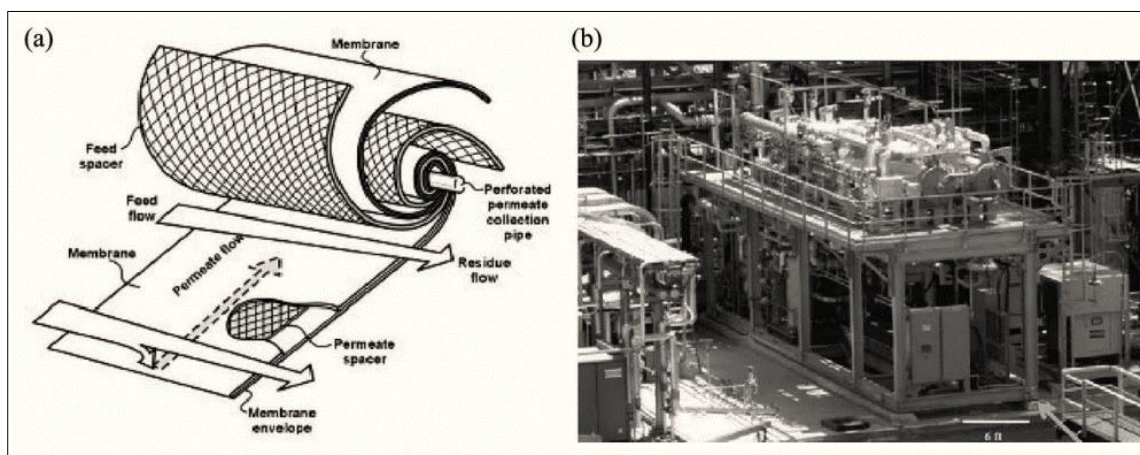 (a)
Membrane
Feed
spacer
Feed
flow
Perforated
permeate
collection
pipe
Membrane
Permeate flow
Residue
flow
Permeate
spacer
Membrane
envelope
(b)
6 ft